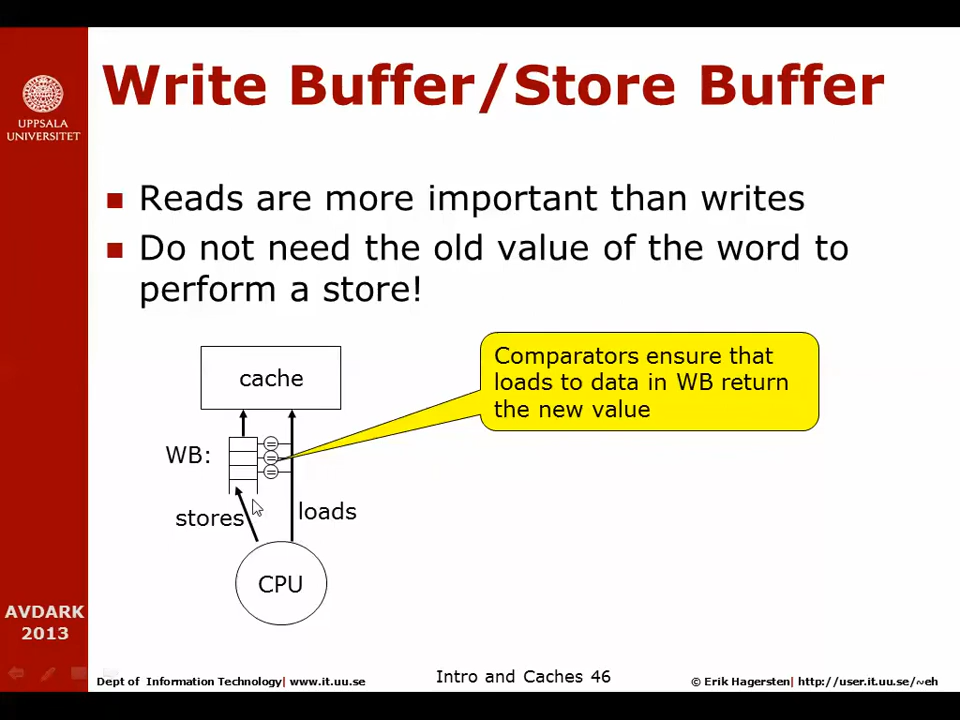 Write Buffer/Store Buffer
UPPSALA
UNIVERSITET
Reads are more important than writes
Do not need the old value of the word to
perform a store!
cache
Comparators ensure that
loads to data in WB return
the new value
WB:
=
=
=
stores
loads
CPU
AVDARK
2013
Dept of Information Technology| www.it.uu.se
Intro and Caches 46
© Erik Hagersten| http://user.it.uu.se/~eh